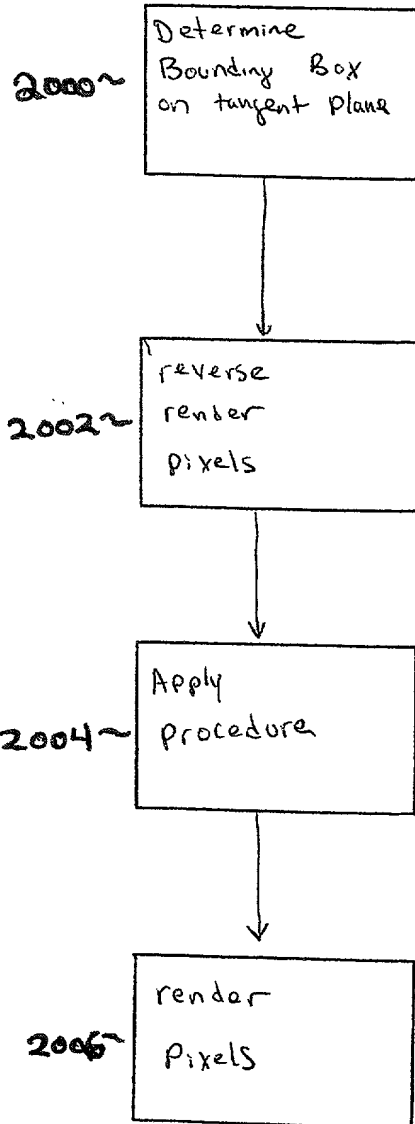 2000~
Determine
Bounding Box
on tangent Plane
2002~
reverse
render
pixels
2004~
Apply
procedure
2006~
render
Pixels